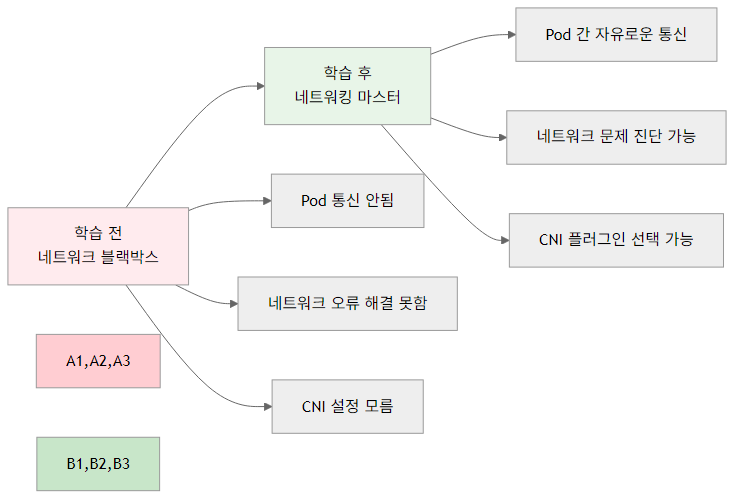 Pod 간 자유로운 통신
학습 후
네트워킹 마스터
네트워크 문제 진단 가능
Pod 통신 안됨
학습 전
네트워크 블랙박스
CNI 플러그인 선택 가능
네트워크 오류 해결 못함
A1,A2,A3
CNI 설정 모름
B1,B2,B3